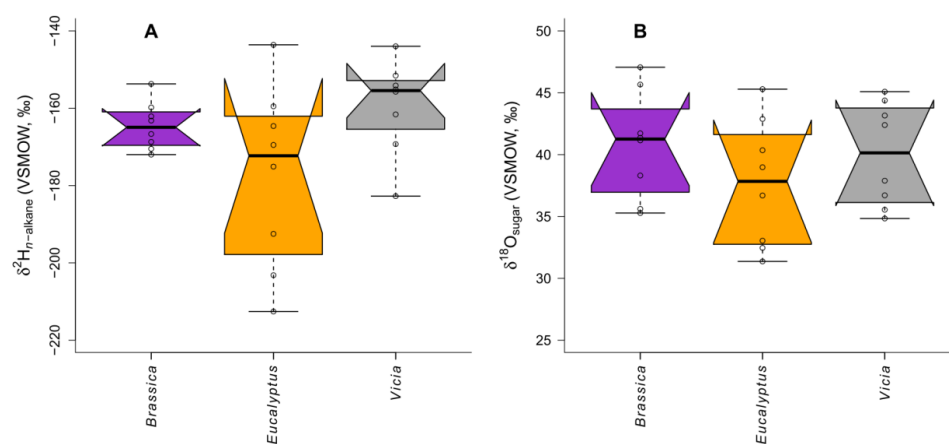 A
δ²Hₙ₋ₐₗₖₐₙₑ (VSMOW, ‰)
−140
−160
−180
−200
−220
Brassica
Eucalyptus
Vicia
B
δ¹⁸Osugar (VSMOW, ‰)
50
45
40
35
30
25
Brassica
Eucalyptus
Vicia